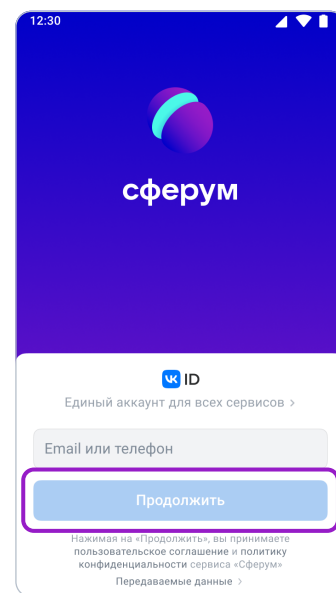 12:30
сферум
VK ID
Единый аккаунт для всех сервисов >
Email или телефон
Продолжить
Нажимая на «Продолжить», вы принимаете
пользовательское соглашение и политику
конфиденциальности сервиса «Сферум»
Передаваемые данные >